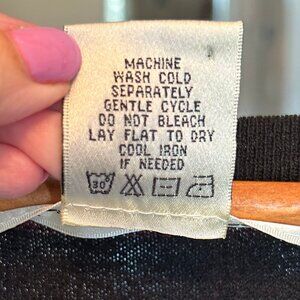 MACHINE
WASH COLD
SEPARATELY
GENTLE CYCLE
DO NOT BLEACH
LAY FLAT TO DRY
COOL IRON
IF NEEDED
30